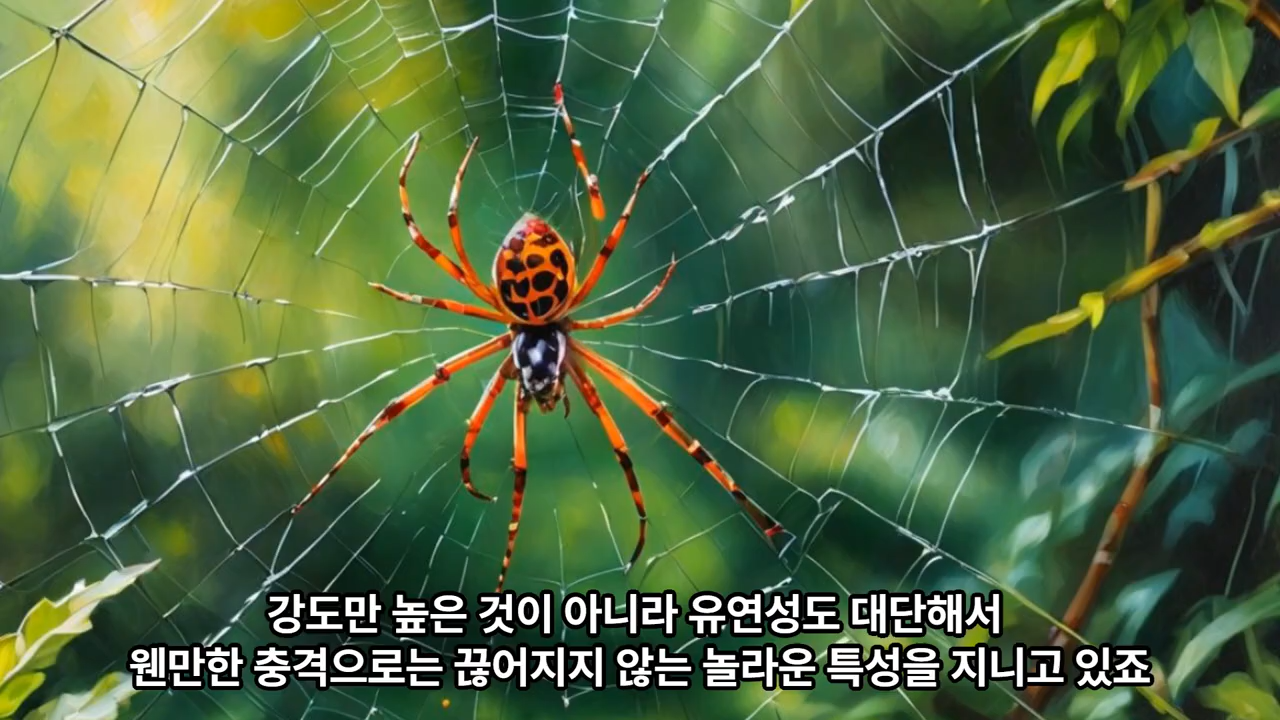 강도만 높은 것이 아니라 유연성도 대단해서
웬만한 충격으로는 끊어지지 않는 놀라운 특성을 지니고 있죠